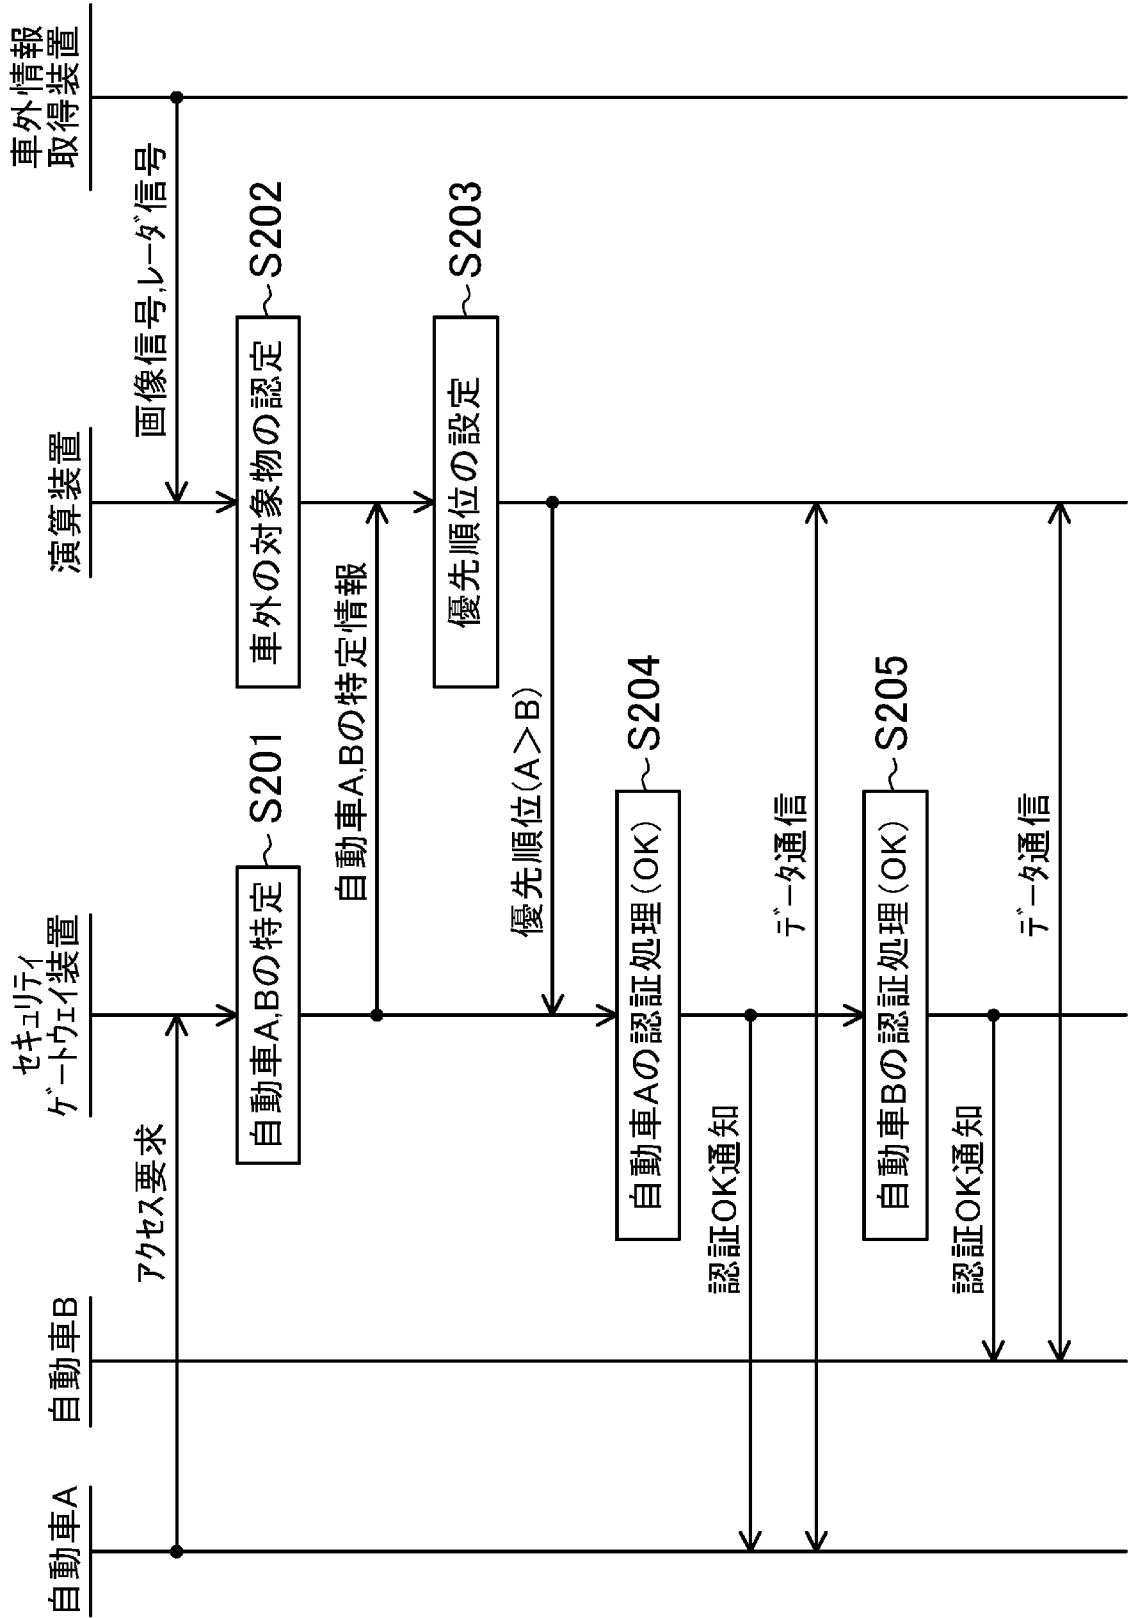 自動車A
自動車B
セキュリティ
ゲートウェイ装置
演算装置
車外情報
取得装置
アクセス要求
画像信号,レーダ信号
自動車A,Bの特定
S201
車外の対象物の認定
S202
自動車A,Bの特定情報
優先順位の設定
S203
優先順位(A>B)
自動車Aの認証処理(OK)
S204
認証OK通知
データ通信
自動車Bの認証処理(OK)
S205
認証OK通知
データ通信